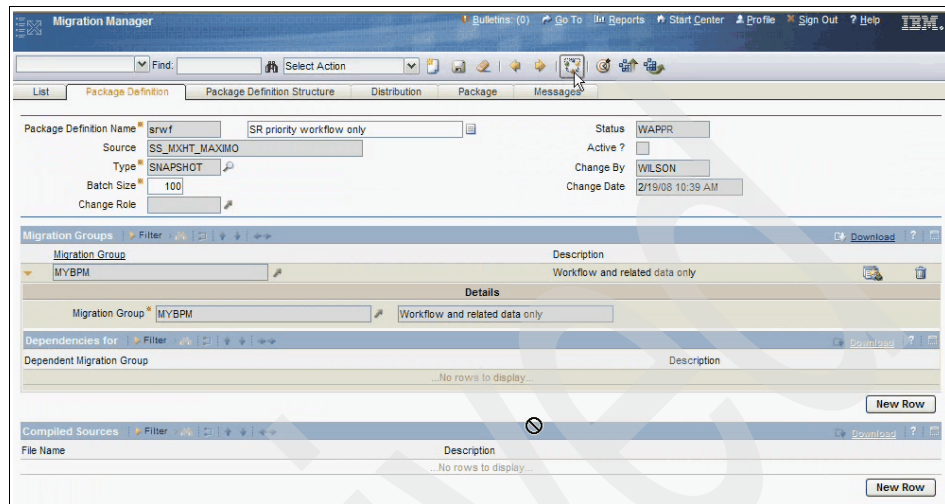 Migration Manager
Bulletins: (0) Go To Reports Start Center Profile Sign Out ? Help IBM.
Find: Select Action
List Package Definition Package Definition Structure Distribution Package Messages
Package Definition Name* srwf SR priority workflow only Status WAPPR
Source SS_MXHT_MAXIMO Active ?
Type* SNAPSHOT Change By WILSON
Batch Size* 100 Change Date 2/19/08 10:39 AM
Change Role
Migration Groups Filter Download ?
Migration Group Description
MYBPM Workflow and related data only
Details
Migration Group* MYBPM Workflow and related data only
Dependencies for Filter Download ?
Dependent Migration Group Description
...No rows to display...
New Row
Compiled Sources Filter Download ?
File Name Description
...No rows to display...
New Row